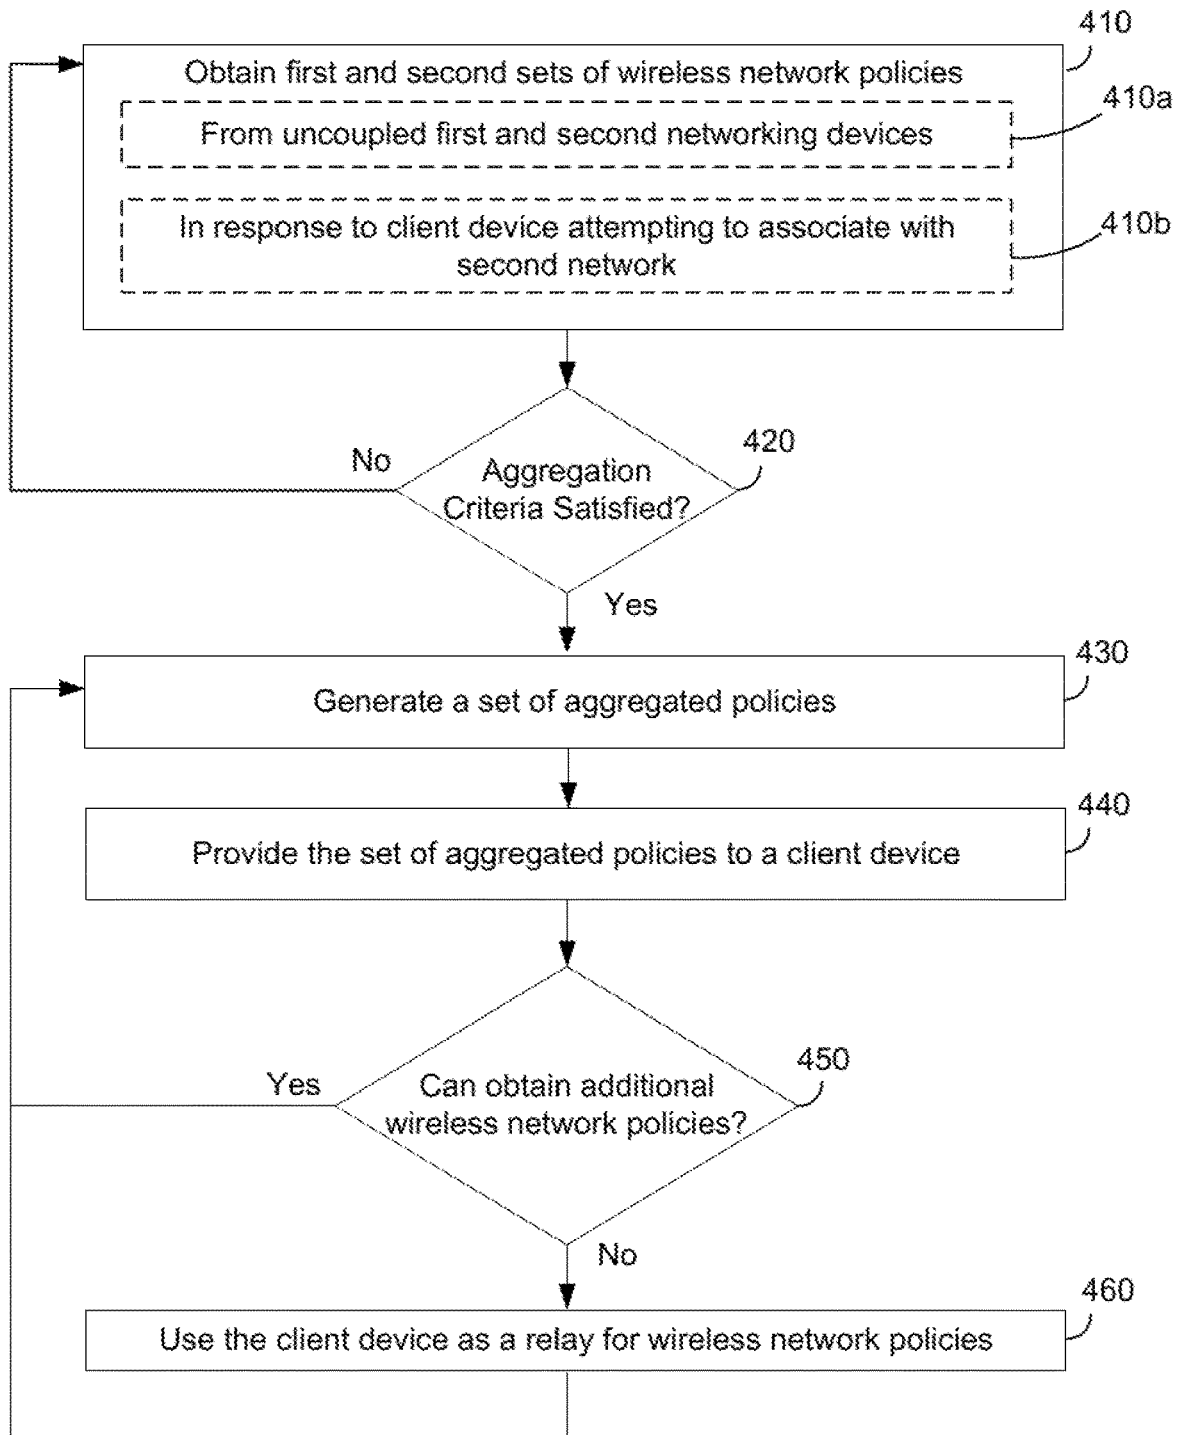 410
Obtain first and second sets of wireless network policies
410a
From uncoupled first and second networking devices
410b
In response to client device attempting to associate with
second network
420
No
Aggregation
Criteria Satisfied?
Yes
430
Generate a set of aggregated policies
440
Provide the set of aggregated policies to a client device
450
Yes
Can obtain additional
wireless network policies?
No
460
Use the client device as a relay for wireless network policies